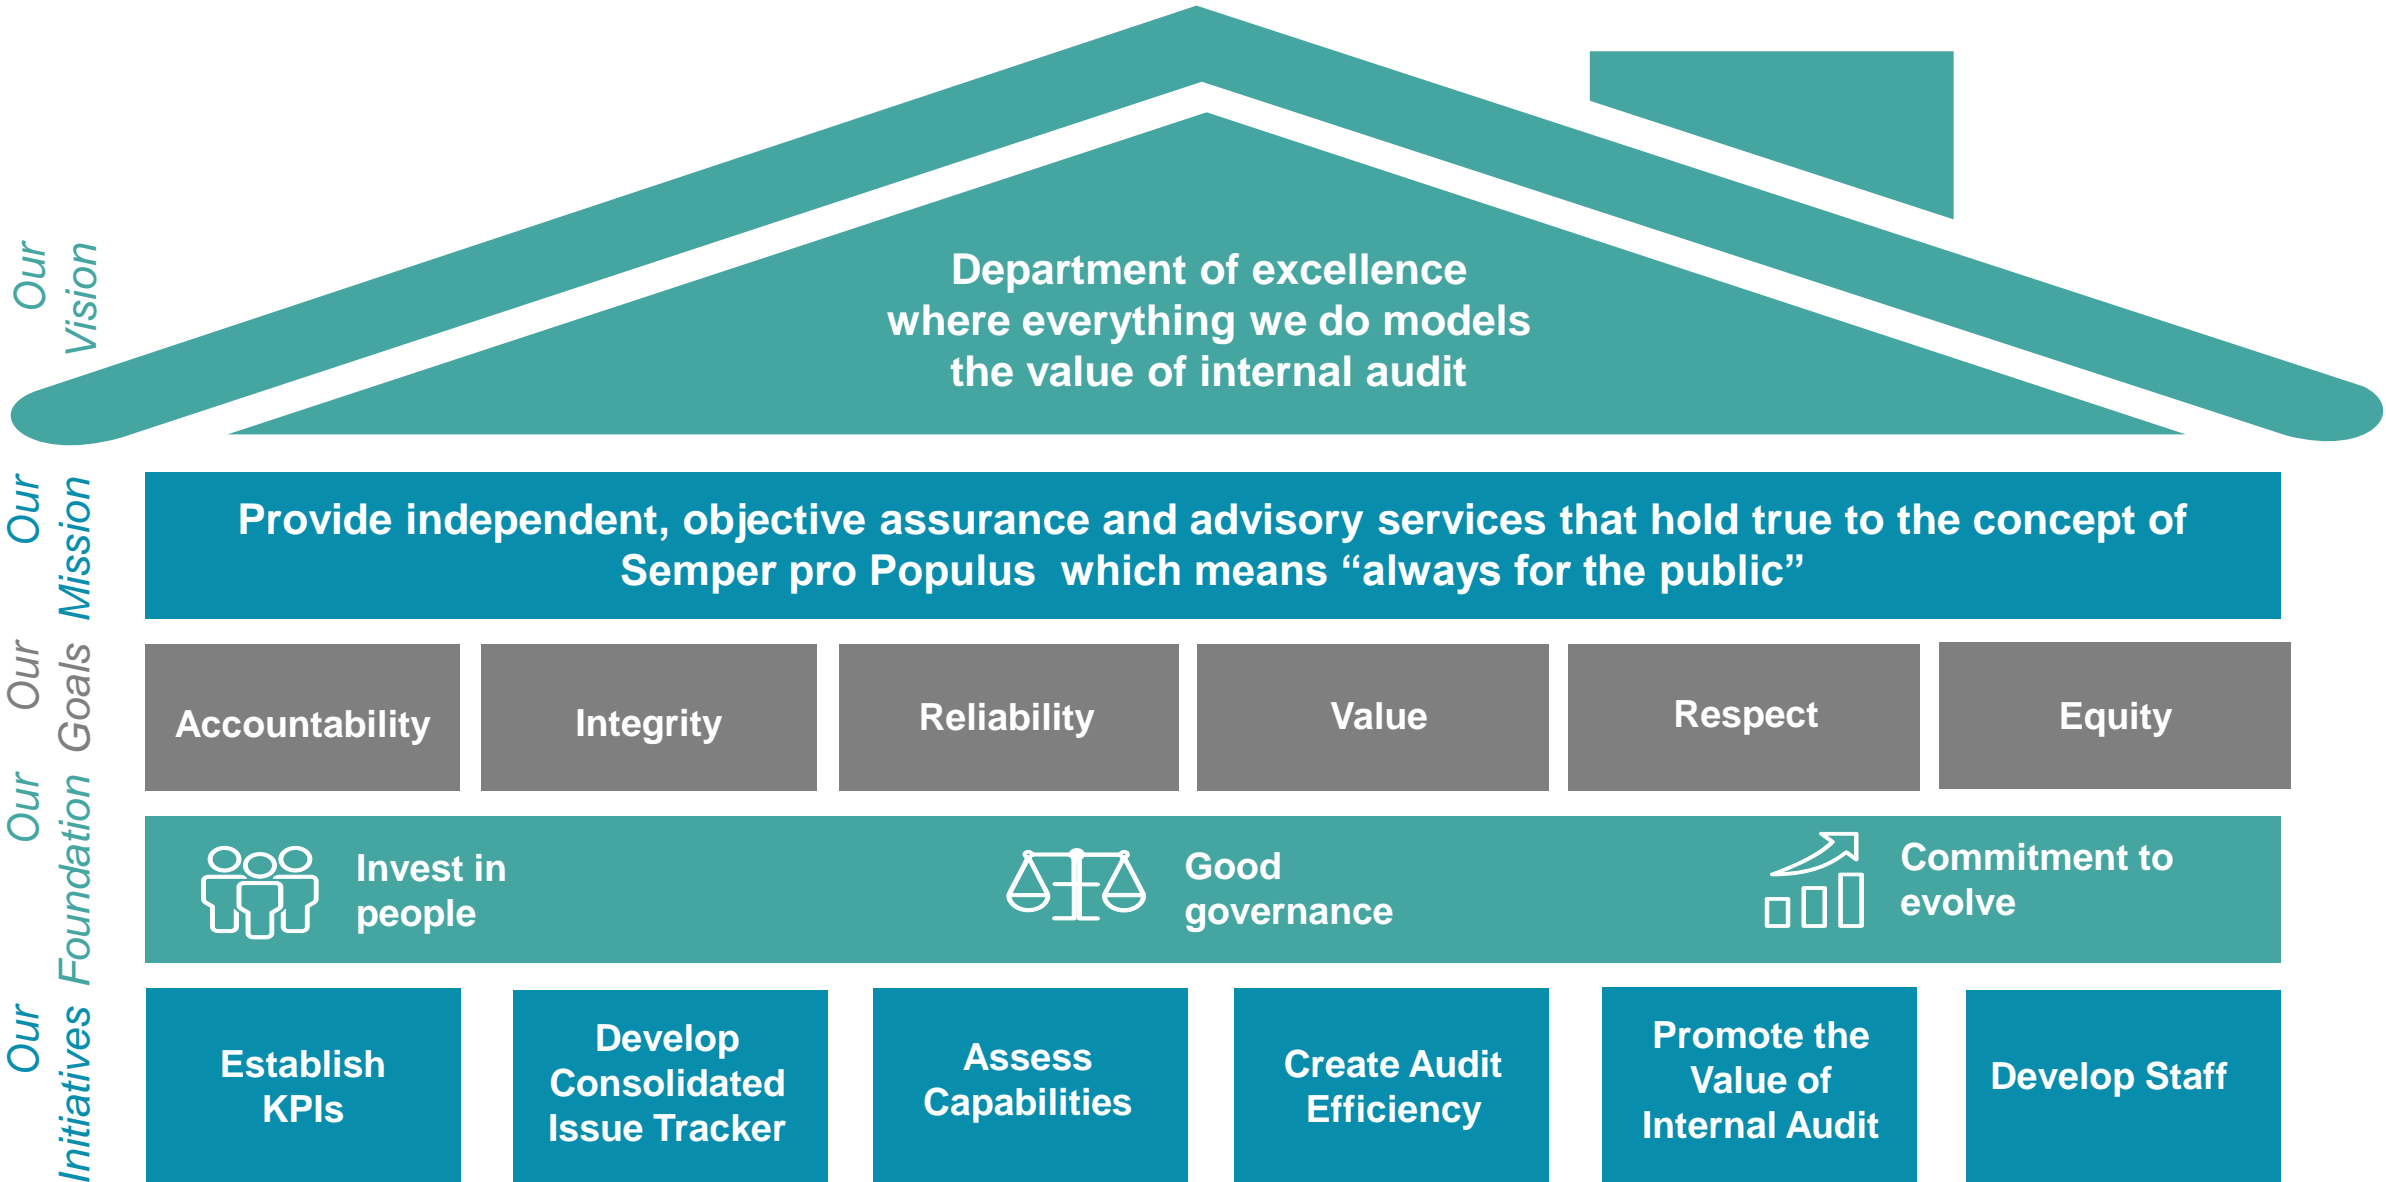 Our
Vision
Department of excellence
where everything we do models
the value of internal audit
Our
Mission
Provide independent, objective assurance and advisory services that hold true to the concept of
Semper pro Populus  which means “always for the public”
Our
Goals
Accountability
Integrity
Reliability
Value
Respect
Equity
Our
Foundation
Invest in
people
Good
governance
Commitment to
evolve
Our
Initiatives
Establish
KPIs
Develop
Consolidated
Issue Tracker
Assess
Capabilities
Create Audit
Efficiency
Promote the
Value of
Internal Audit
Develop Staff